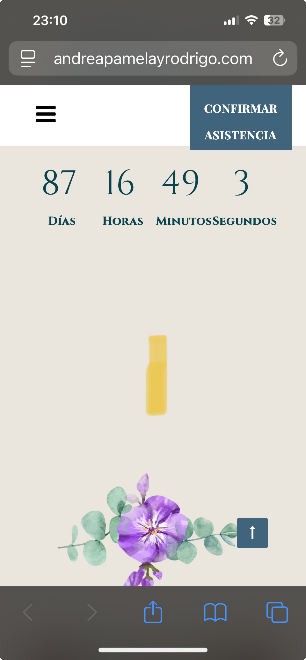 23:10
32
andreapamelayrodrigo.com
CONFIRMAR
ASISTENCIA
87 16 49 3
DÍAS HORAS MINUTOS SEGUNDOS